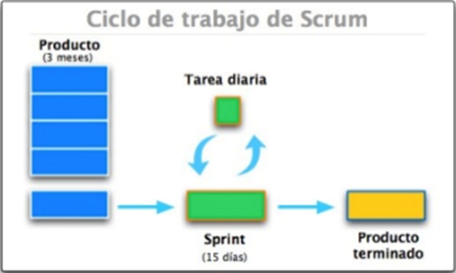 Ciclo de trabajo de Scrum
Producto
(3 meses)
Tarea diaria
Sprint
(15 días)
Producto
terminado